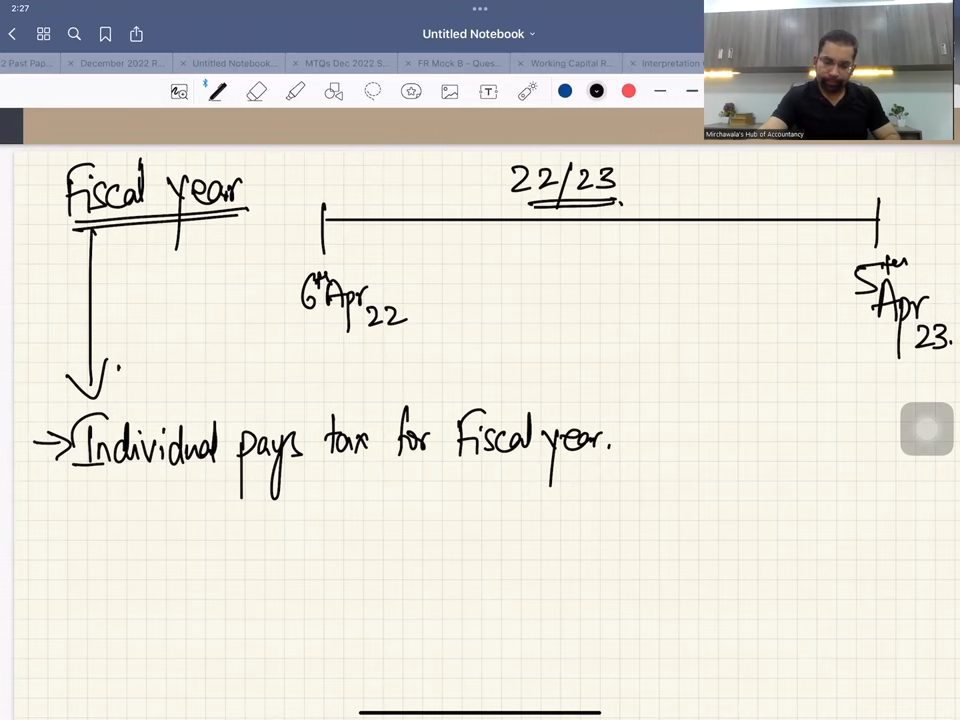 2:27
Untitled Notebook
2 Past Pap...
December 2022 R...
Untitled Notebook...
MTQs Dec 2022 S...
FR Mock B - Ques...
Working Capital R...
Interpretation
Mirchawala's Hub of Accountancy
Fiscal year
22/23
6th Apr 22
5th Apr 23.
→ Individual pays tax for Fiscal year.